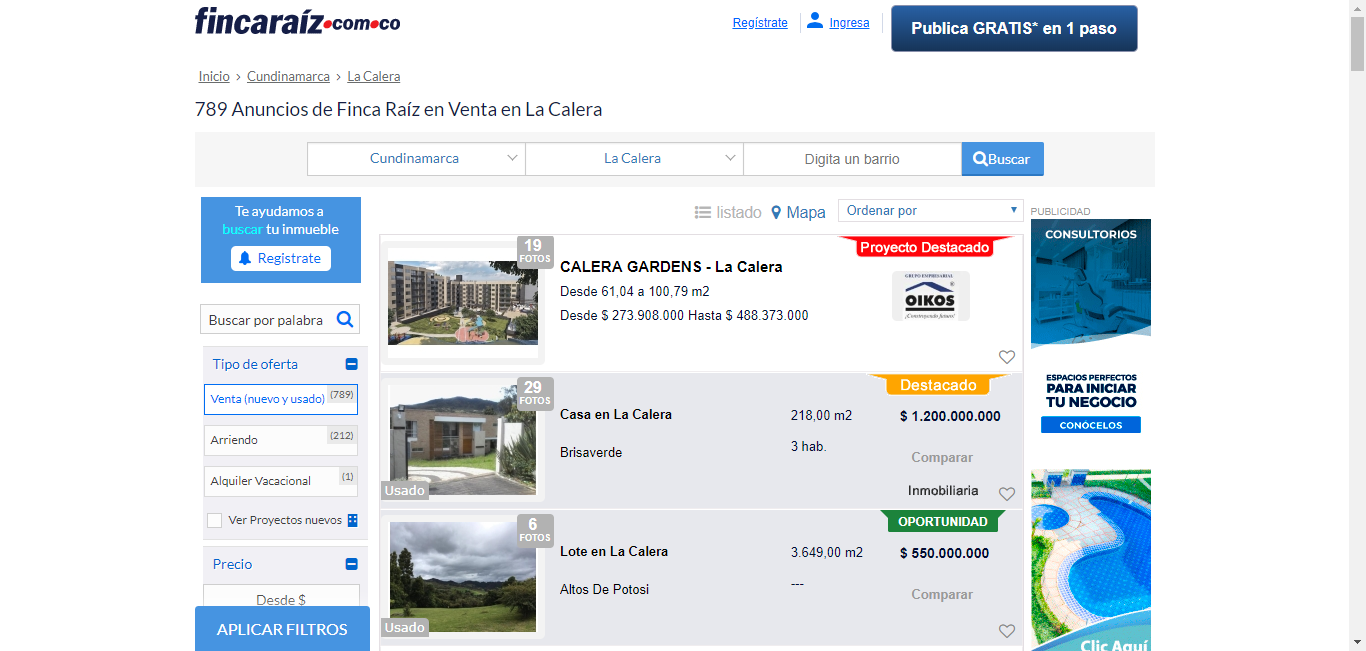 fincaraíz.com.co
Regístrate
Ingresa
Publica GRATIS* en 1 paso
Inicio › Cundinamarca › La Calera
789 Anuncios de Finca Raíz en Venta en La Calera
Cundinamarca
La Calera
Digita un barrio
Buscar
Te ayudamos a
buscar tu inmueble
Registrate
Buscar por palabra
Tipo de oferta
Venta (nuevo y usado) (789)
Arriendo (212)
Alquiler Vacacional (1)
Ver Proyectos nuevos
Precio
Desde $
APLICAR FILTROS
listado
Mapa
Ordenar por
19
FOTOS
CALERA GARDENS - La Calera
Desde 61,04 a 100,79 m2
Desde $ 273.908.000 Hasta $ 488.373.000
Proyecto Destacado
GRUPO EMPRESARIAL
OIKOS
¡Construyendo futuro!
29
FOTOS
Usado
Casa en La Calera
Brisaverde
218,00 m2
3 hab.
Destacado
$ 1.200.000.000
Comparar
Inmobiliaria
6
FOTOS
Usado
Lote en La Calera
Altos De Potosi
3.649,00 m2
---
OPORTUNIDAD
$ 550.000.000
Comparar
PUBLICIDAD
CONSULTORIOS
ESPACIOS PERFECTOS
PARA INICIAR
TU NEGOCIO
CONÓCELOS
Clic Aquí